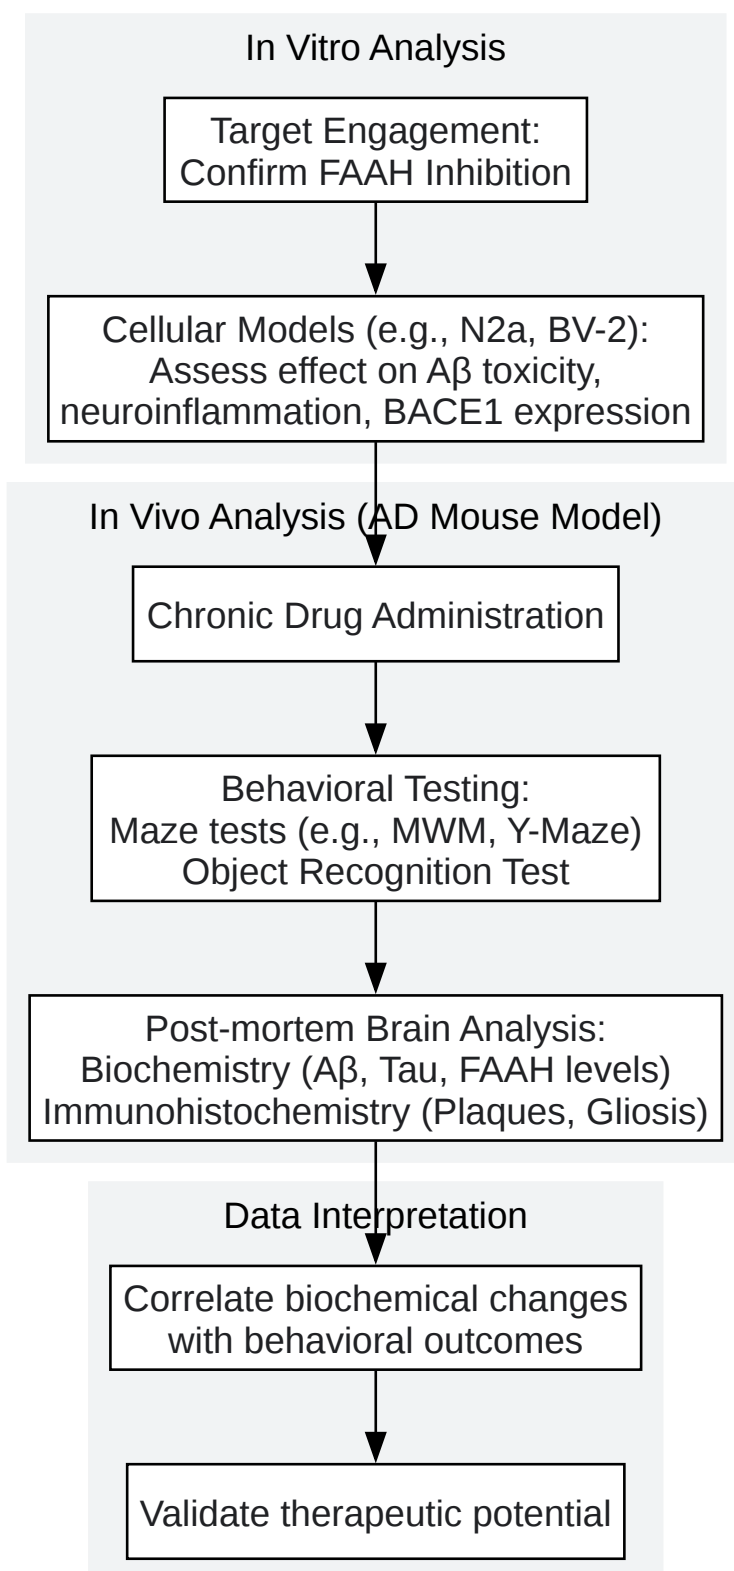 In Vitro Analysis
Target Engagement:
Confirm FAAH Inhibition
Cellular Models (e.g., N2a, BV-2):
Assess effect on Aβ toxicity,
neuroinflammation, BACE1 expression
In Vivo Analysis (AD Mouse Model)
Chronic Drug Administration
Behavioral Testing:
Maze tests (e.g., MWM, Y-Maze)
Object Recognition Test
Post-mortem Brain Analysis:
Biochemistry (Aβ, Tau, FAAH levels)
Immunohistochemistry (Plaques, Gliosis)
Data Interpretation
Correlate biochemical changes
with behavioral outcomes
Validate therapeutic potential